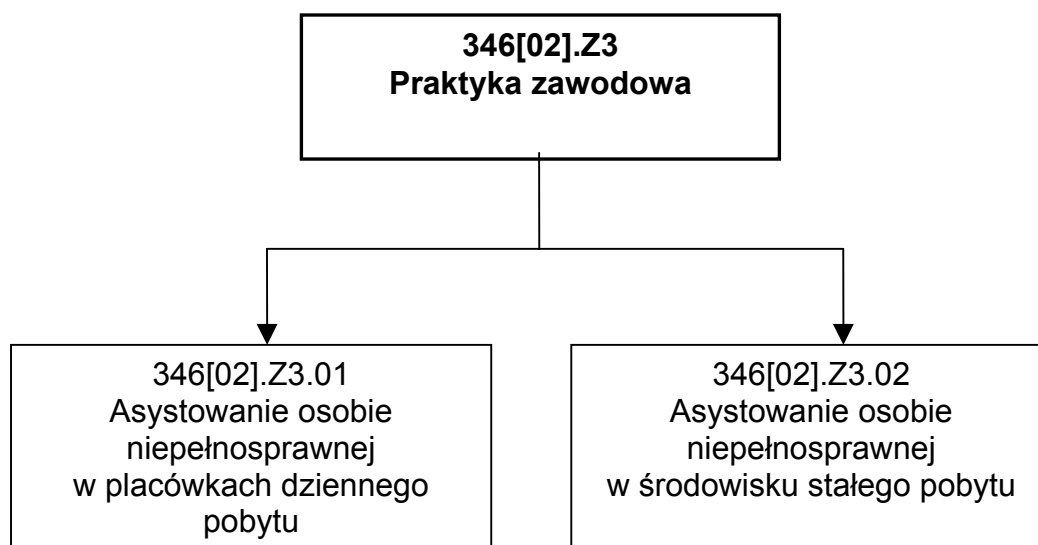 346[02].Z3
Praktyka zawodowa
346[02].Z3.01
Asystowanie osobie
niepełnosprawnej
w placówkach dziennego
pobytu
346[02].Z3.02
Asystowanie osobie
niepełnosprawnej
w środowisku stałego pobytu